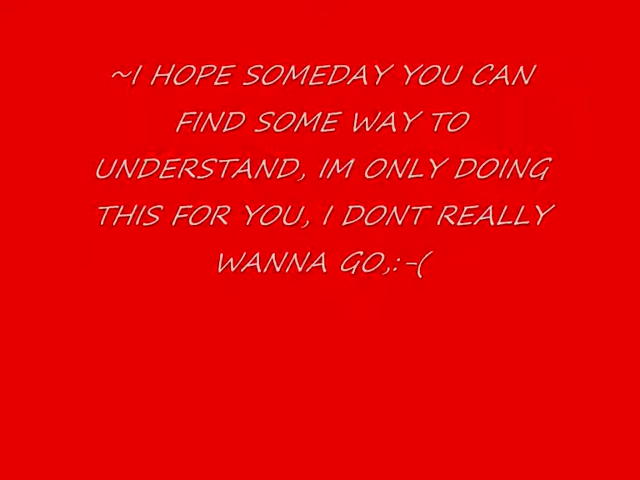 ~I HOPE SOMEDAY YOU CAN
FIND SOME WAY TO
UNDERSTAND, IM ONLY DOING
THIS FOR YOU, I DONT REALLY
WANNA GO,:-(